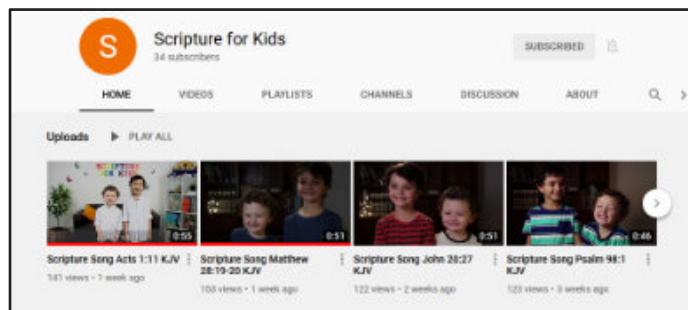 S
Scripture for Kids
34 subscribers
SUBSCRIBED
HOME VIDEOS PLAYLISTS CHANNELS DISCUSSION ABOUT
Uploads PLAY ALL
SCRIPTURE
FOR KIDS
0:55 0:51 0:51 0:46
Scripture Song Acts 1:11 KJV
141 views • 1 week ago
Scripture Song Matthew
28:19-20 KJV
103 views • 1 week ago
Scripture Song John 20:27
KJV
122 views • 2 weeks ago
Scripture Song Psalm 98:1
KJV
123 views • 3 weeks ago